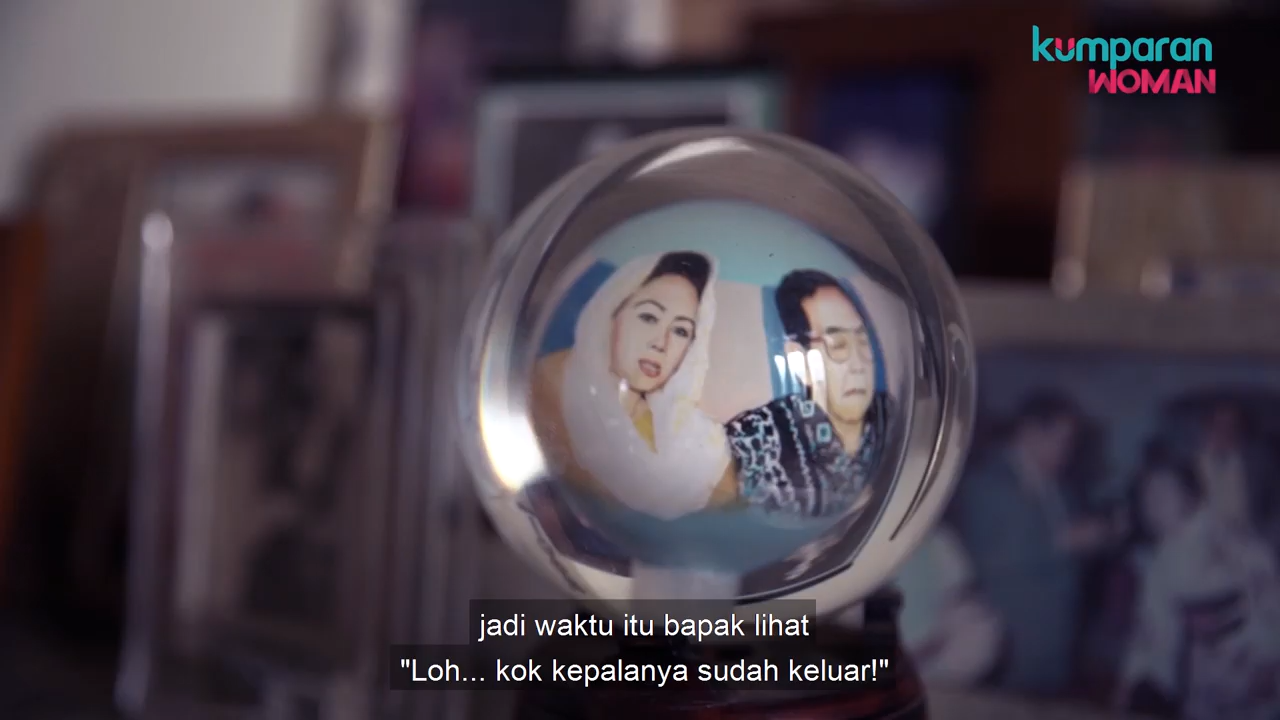 kumparan
WOMAN
jadi waktu itu bapak lihat
"Loh... kok kepalanya sudah keluar!"